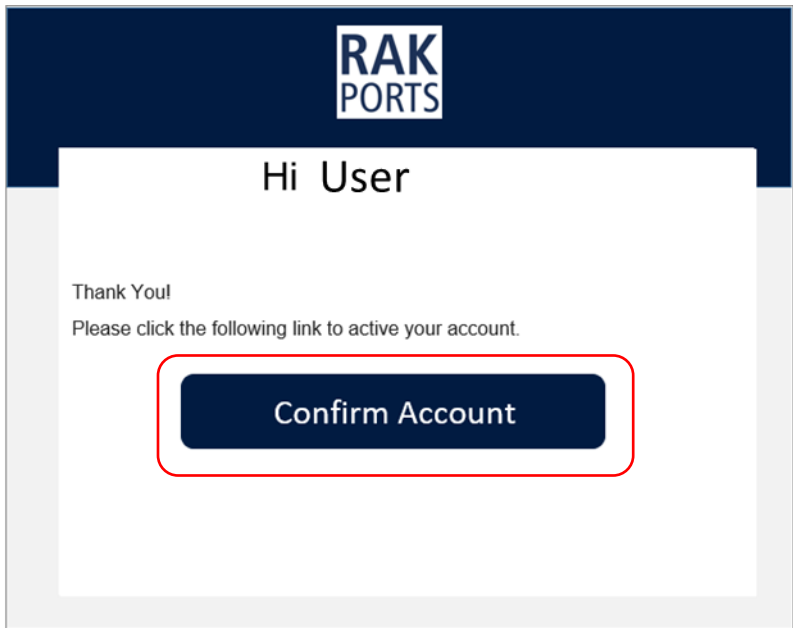 RAK
PORTS
Hi User
Thank You!
Please click the following link to active your account.
Confirm Account